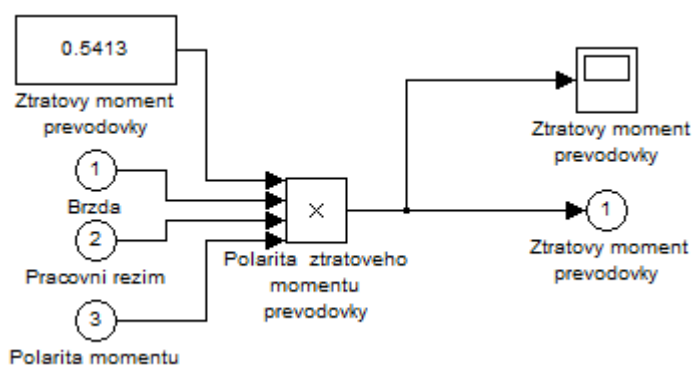 0.5413
Ztratovy moment
prevodovky
1
Brzda
2
Pracovni rezim
3
Polarita momentu
×
Polarita ztratoveho
momentu
prevodovky
Ztratovy moment
prevodovky
1
Ztratovy moment
prevodovky